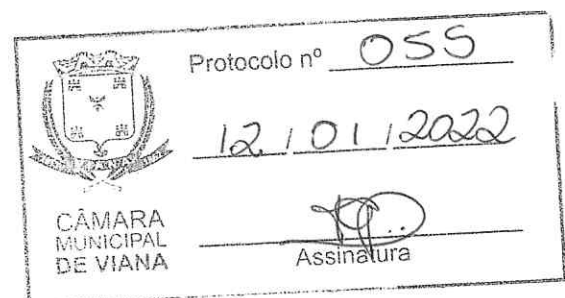 Protocolo nº 055
12 / 01 / 2022
CÂMARA
MUNICIPAL
DE VIANA
Assinatura